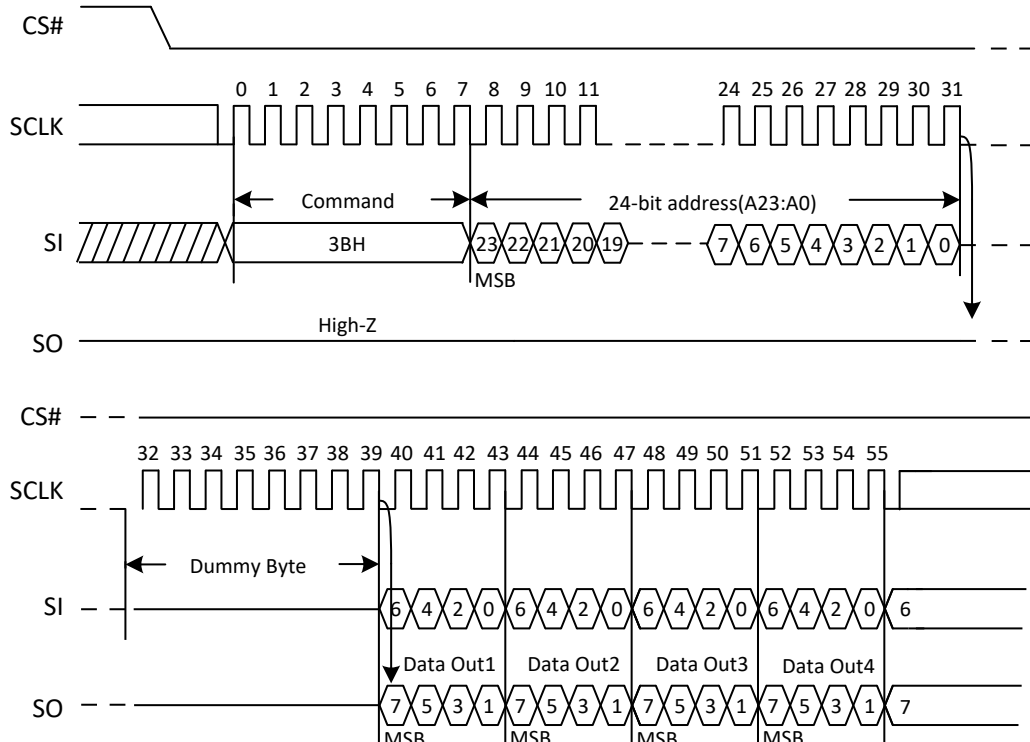 CS#
0 1 2 3 4 5 6 7 8 9 10 11 24 25 26 27 28 29 30 31
SCLK
Command 24-bit address(A23:A0)
SI 3BH 23 22 21 20 19 7 6 5 4 3 2 1 0
MSB
High-Z
SO
CS#
32 33 34 35 36 37 38 39 40 41 42 43 44 45 46 47 48 49 50 51 52 53 54 55
SCLK
Dummy Byte
SI 6 4 2 0 6 4 2 0 6 4 2 0 6 4 2 0 6
Data Out1 Data Out2 Data Out3 Data Out4
SO 7 5 3 1 7 5 3 1 7 5 3 1 7 5 3 1 7
MSB MSB MSB MSB